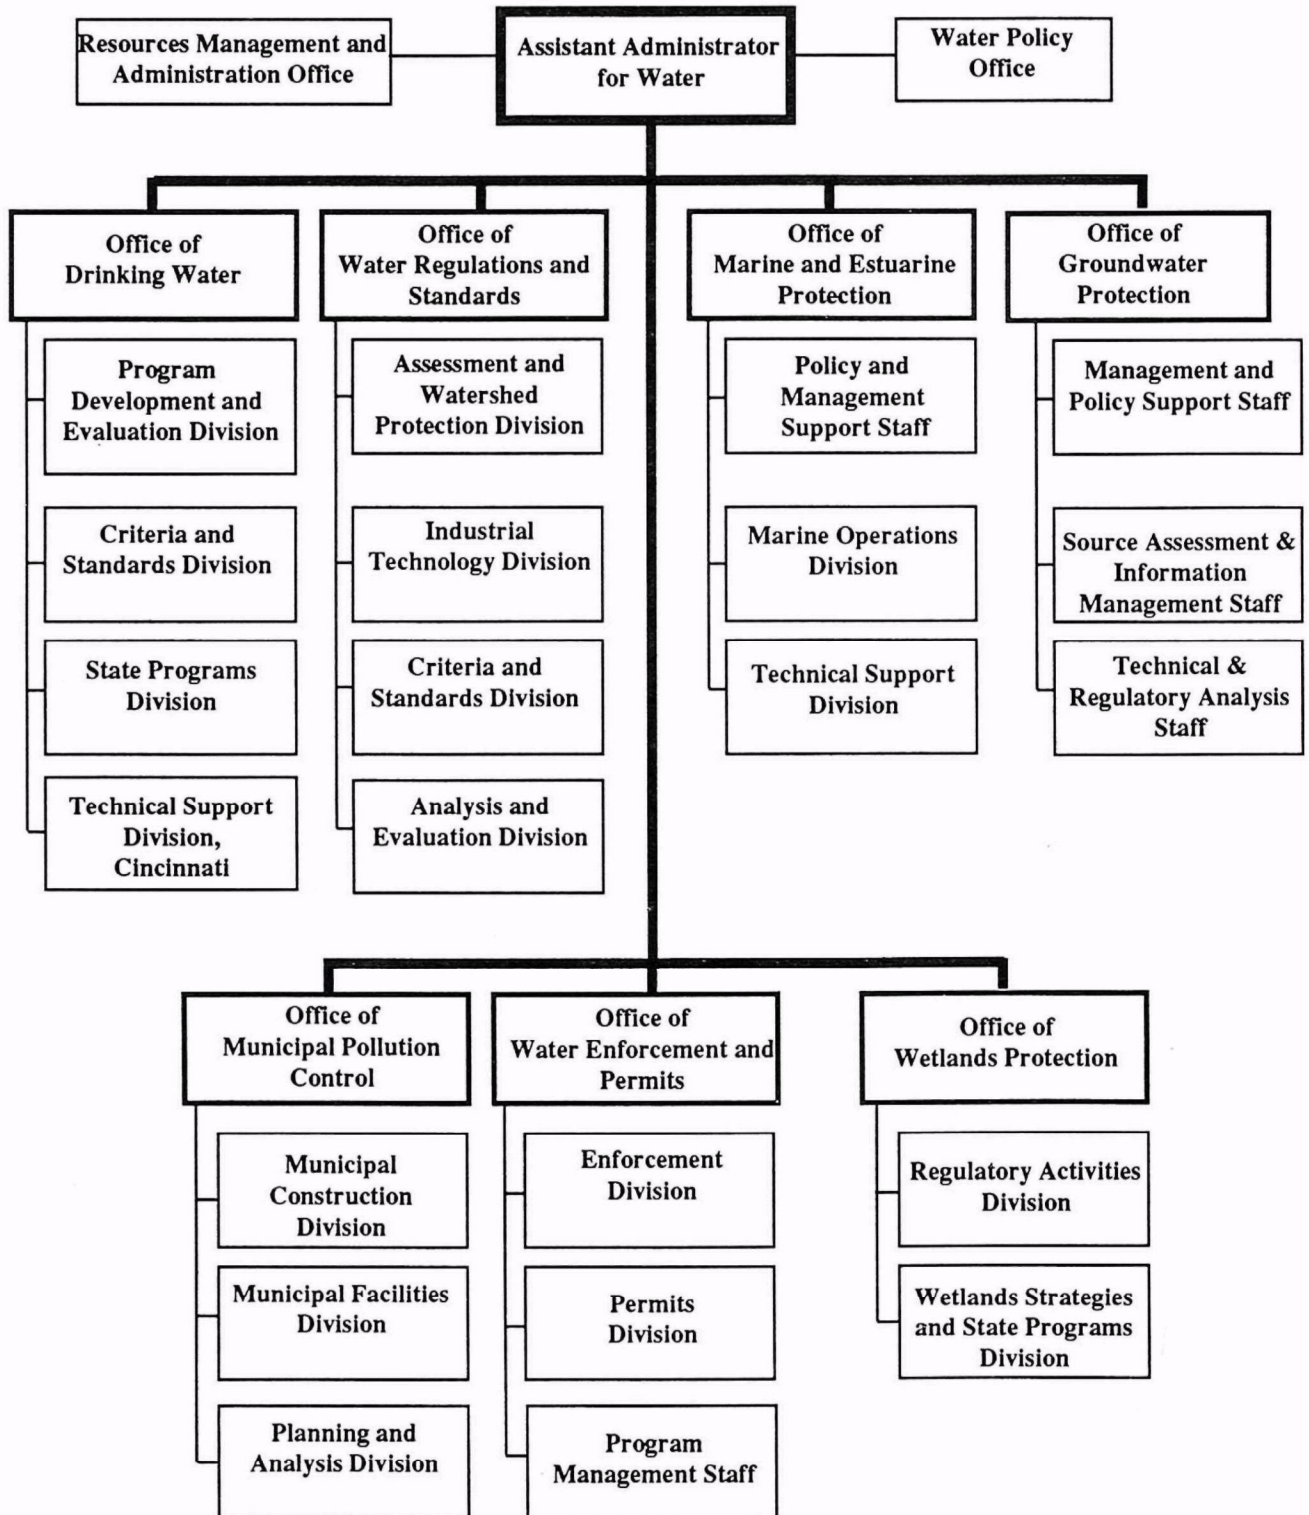 Resources Management and
Administration Office
Assistant Administrator
for Water
Water Policy
Office
Office of
Drinking Water
Office of
Water Regulations and
Standards
Office of
Marine and Estuarine
Protection
Office of
Groundwater
Protection
Program
Development and
Evaluation Division
Assessment and
Watershed
Protection Division
Policy and
Management
Support Staff
Management and
Policy Support Staff
Criteria and
Standards Division
Industrial
Technology Division
Marine Operations
Division
Source Assessment &
Information
Management Staff
State Programs
Division
Criteria and
Standards Division
Technical Support
Division
Technical &
Regulatory Analysis
Staff
Technical Support
Division,
Cincinnati
Analysis and
Evaluation Division
Office of
Municipal Pollution
Control
Office of
Water Enforcement and
Permits
Office of
Wetlands Protection
Municipal
Construction
Division
Enforcement
Division
Regulatory Activities
Division
Municipal Facilities
Division
Permits
Division
Wetlands Strategies
and State Programs
Division
Planning and
Analysis Division
Program
Management Staff